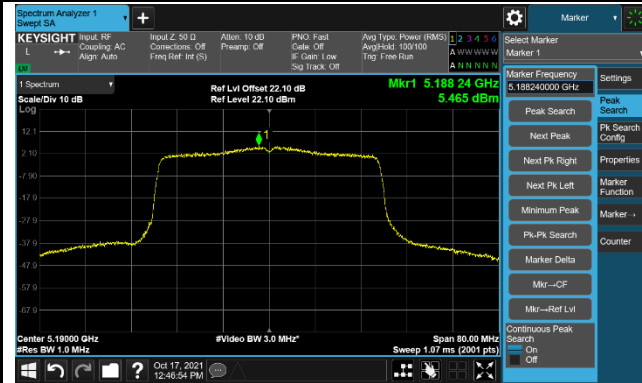 Spectrum Analyzer 1
Swept SA
Marker
KEYSIGHT
L
Input: RF
Coupling: AC
Align: Auto
Input Z: 50 Ω
Corrections: Off
Freq Ref: Int (S)
Atten: 10 dB
Preamp: Off
PNO: Fast
Gate: Off
IF Gain: Low
Sig Track: Off
Avg Type: Power (RMS)
Avg|Hold: 100/100
Trig: Free Run
1 2 3 4 5 6
A W W W W W
A N N N N N
Select Marker
Marker 1
1 Spectrum
Scale/Div 10 dB
Log
Ref Lvl Offset 22.10 dB
Ref Level 22.10 dBm
Mkr1 5.188 24 GHz
5.465 dBm
12.1
2.10
-7.90
-17.9
-27.9
-37.9
-47.9
-57.9
-67.9
1
Center 5.19000 GHz
#Res BW 1.0 MHz
#Video BW 3.0 MHz*
Span 80.00 MHz
Sweep 1.07 ms (2001 pts)
Marker Frequency
5.188240000 GHz
Peak Search
Next Peak
Next Pk Right
Next Pk Left
Minimum Peak
Pk-Pk Search
Marker Delta
Mkr→CF
Mkr→Ref Lvl
Continuous Peak
Search
On
Off
Settings
Peak
Search
Pk Search
Config
Properties
Marker
Function
Marker→
Counter
Oct 17, 2021
12:46:54 PM